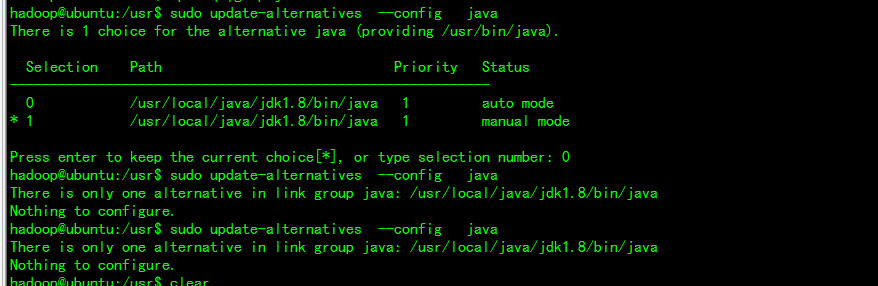 hadoop@ubuntu:/usr$ sudo update-alternatives --config java
There is 1 choice for the alternative java (providing /usr/bin/java).
Selection Path Priority Status
------------------------------------------------------------
0 /usr/local/java/jdk1.8/bin/java 1 auto mode
* 1 /usr/local/java/jdk1.8/bin/java 1 manual mode
Press enter to keep the current choice[*], or type selection number: 0
hadoop@ubuntu:/usr$ sudo update-alternatives --config java
There is only one alternative in link group java: /usr/local/java/jdk1.8/bin/java
Nothing to configure.
hadoop@ubuntu:/usr$ sudo update-alternatives --config java
There is only one alternative in link group java: /usr/local/java/jdk1.8/bin/java
Nothing to configure.
hadoop@ubuntu:/usr$ clear